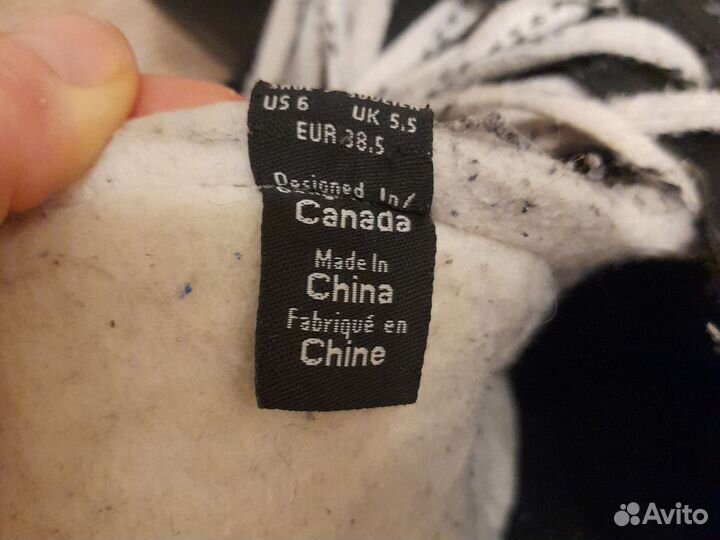 US 6 UK 5.5
EUR 38.5
Designed In/
Canada
Made In
China
Fabriqué en
Chine
Avito